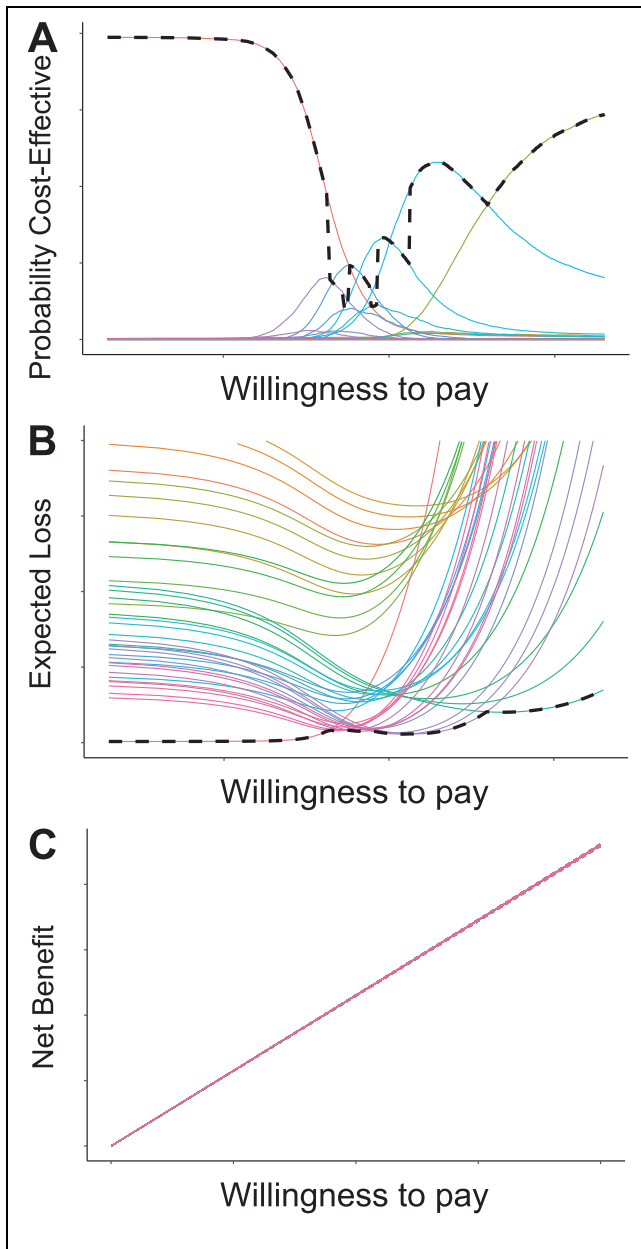 A
Probability Cost-Effective
Willingness to pay
B
Expected Loss
Willingness to pay
C
Net Benefit
Willingness to pay